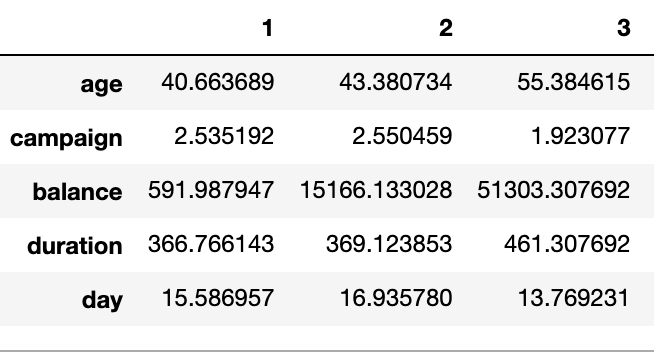 1 2 3
age 40.663689 43.380734 55.384615
campaign 2.535192 2.550459 1.923077
balance 591.987947 15166.133028 51303.307692
duration 366.766143 369.123853 461.307692
day 15.586957 16.935780 13.769231